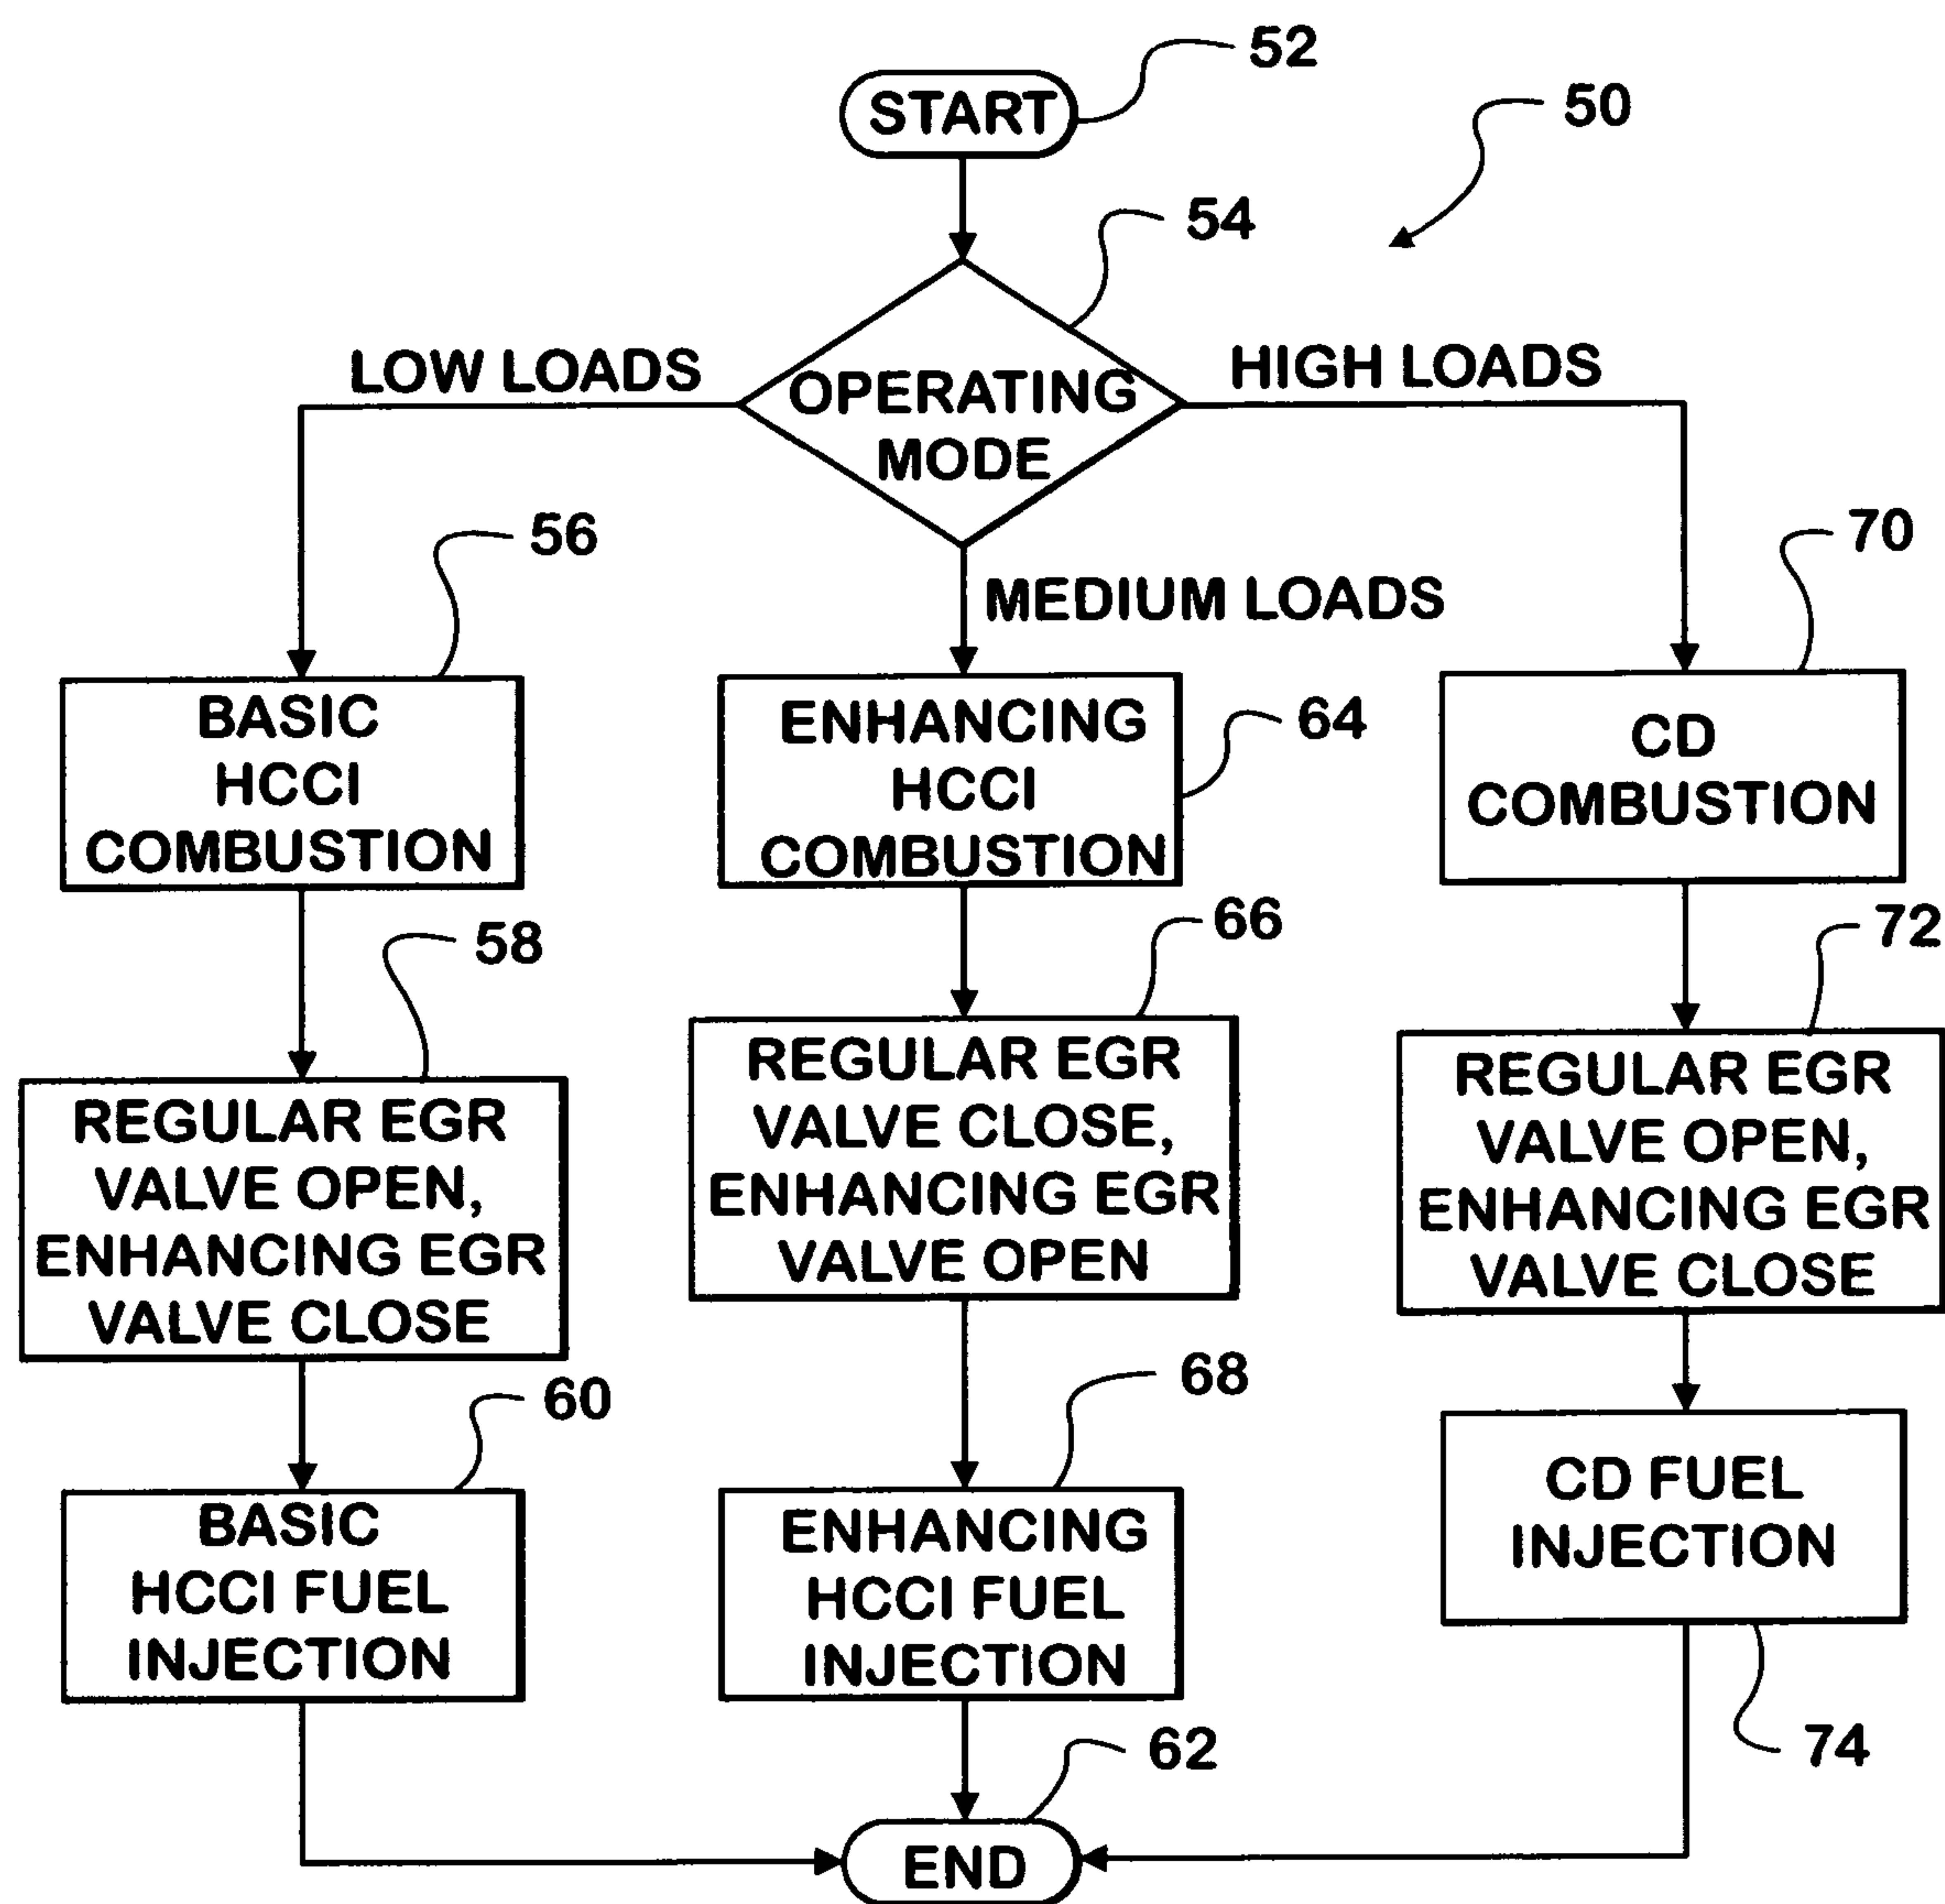 52
START
50
54
LOW LOADS
HIGH LOADS
OPERATING
MODE
56
70
MEDIUM LOADS
BASIC
HCCI
COMBUSTION
ENHANCING
HCCI
COMBUSTION
64
CD
COMBUSTION
58
66
72
REGULAR EGR
VALVE OPEN,
ENHANCING EGR
VALVE CLOSE
REGULAR EGR
VALVE CLOSE,
ENHANCING EGR
VALVE OPEN
REGULAR EGR
VALVE OPEN,
ENHANCING EGR
VALVE CLOSE
60
68
BASIC
HCCI FUEL
INJECTION
ENHANCING
HCCI FUEL
INJECTION
CD FUEL
INJECTION
62
74
END